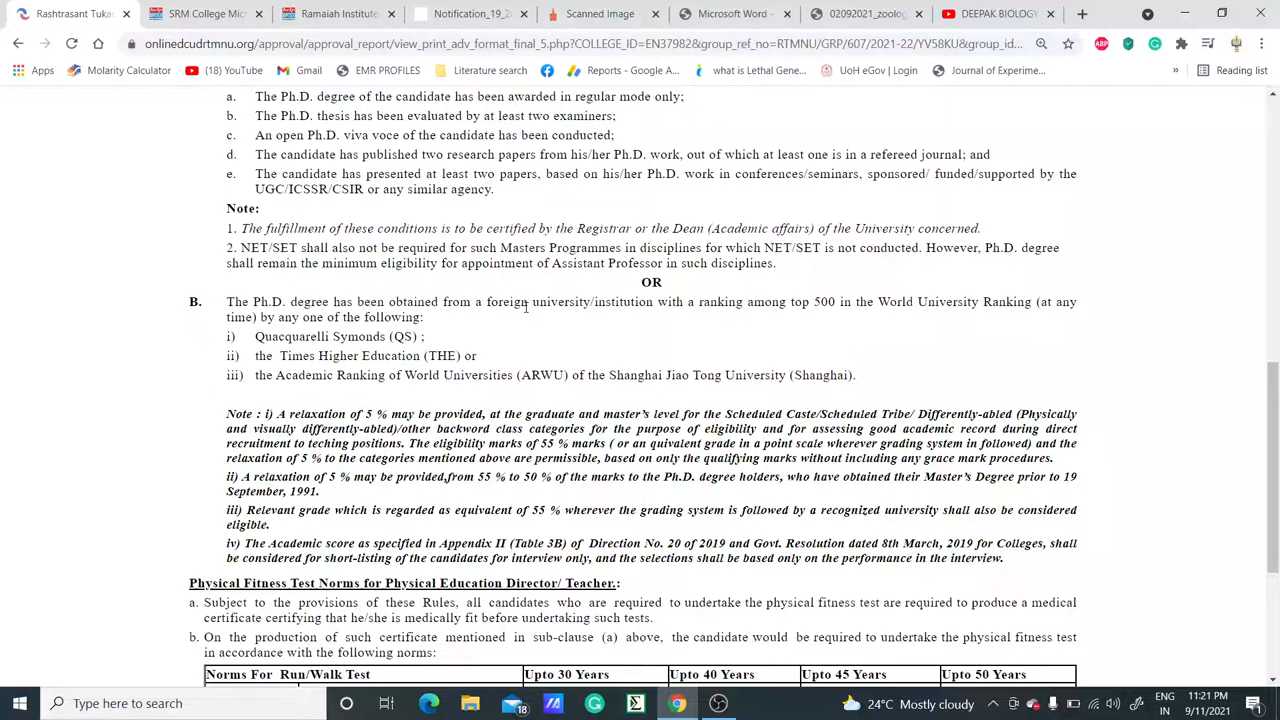 Rashtrasant Tukac
SRM College Mic
Ramaiah Institute
Notification_19_2
Scanned Image
Microsoft Word -
02092021_zoolog
DEEPAK BIOLOGY
onlinecudrtmnu.org/approval/approval_report/view_print_adv_format_final_5.php?COLLEGE_ID=EN37982&group_ref_no=RTMNU/GRP/607/2021-22/YV58KU&group_id...
Apps Molarity Calculator (18) YouTube Gmail EMR PROFILES Literature search Reports - Google A... what is Lethal Gene... UoH eGov | Login Journal of Experime... » Reading list
a. The Ph.D. degree of the candidate has been awarded in regular mode only;
b. The Ph.D. thesis has been evaluated by at least two examiners;
c. An open Ph.D. viva voce of the candidate has been conducted;
d. The candidate has published two research papers from his/her Ph.D. work, out of which at least one is in a refereed journal; and
e. The candidate has presented at least two papers, based on his/her Ph.D. work in conferences/seminars, sponsored/ funded/supported by the
UGC/ICSSR/CSIR or any similar agency.
Note:
1. The fulfillment of these conditions is to be certified by the Registrar or the Dean (Academic affairs) of the University concerned.
2. NET/SET shall also not be required for such Masters Programmes in disciplines for which NET/SET is not conducted. However, Ph.D. degree
shall remain the minimum eligibility for appointment of Assistant Professor in such disciplines.
OR
B. The Ph.D. degree has been obtained from a foreign university/institution with a ranking among top 500 in the World University Ranking (at any
time) by any one of the following:
i) Quacquarelli Symonds (QS) ;
ii) the Times Higher Education (THE) or
iii) the Academic Ranking of World Universities (ARWU) of the Shanghai Jiao Tong University (Shanghai).
Note : i) A relaxation of 5 % may be provided, at the graduate and master's level for the Scheduled Caste/Scheduled Tribe/ Differently-abled (Physically
and visually differently-abled)/other backword class categories for the purpose of eligibility and for assessing good academic record during direct
recruitment to teching positions. The eligibility marks of 55 % marks ( or an quivalent grade in a point scale wherever grading system in followed) and the
relaxation of 5 % to the categories mentioned above are permissible, based on only the qualifying marks without including any grace mark procedures.
ii) A relaxation of 5 % may be provided,from 55 % to 50 % of the marks to the Ph.D. degree holders, who have obtained their Master's Degree prior to 19
September, 1991.
iii) Relevant grade which is regarded as equivalent of 55 % wherever the grading system is followed by a recognized university shall also be considered
eligible.
iv) The Academic score as specified in Appendix II (Table 3B) of Direction No. 20 of 2019 and Govt. Resolution dated 8th March, 2019 for Colleges, shall
be considered for short-listing of the candidates for interview only, and the selections shall be based only on the performance in the interview.
Physical Fitness Test Norms for Physical Education Director/ Teacher.:
a. Subject to the provisions of these Rules, all candidates who are required to undertake the physical fitness test are required to produce a medical
certificate certifying that he/she is medically fit before undertaking such tests.
b. On the production of such certificate mentioned in sub-clause (a) above, the candidate would be required to undertake the physical fitness test
in accordance with the following norms:
Norms For Run/Walk Test Upto 30 Years Upto 40 Years Upto 45 Years Upto 50 Years
Type here to search
18
24°C Mostly cloudy
ENG
IN
11:21 PM
9/11/2021
1